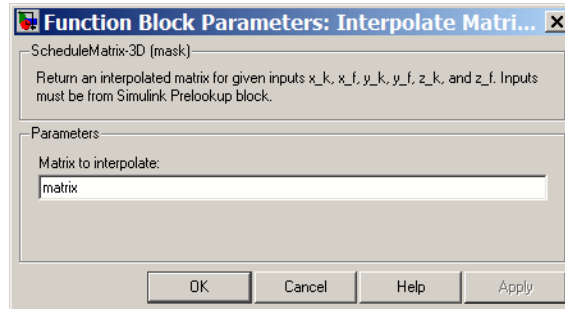 Function Block Parameters: Interpolate Matri...
ScheduleMatrix-3D (mask)
Return an interpolated matrix for given inputs x_k, x_f, y_k, y_f, z_k, and z_f. Inputs
must be from Simulink Prelookup block.
Parameters
Matrix to interpolate:
matrix
OK Cancel Help Apply